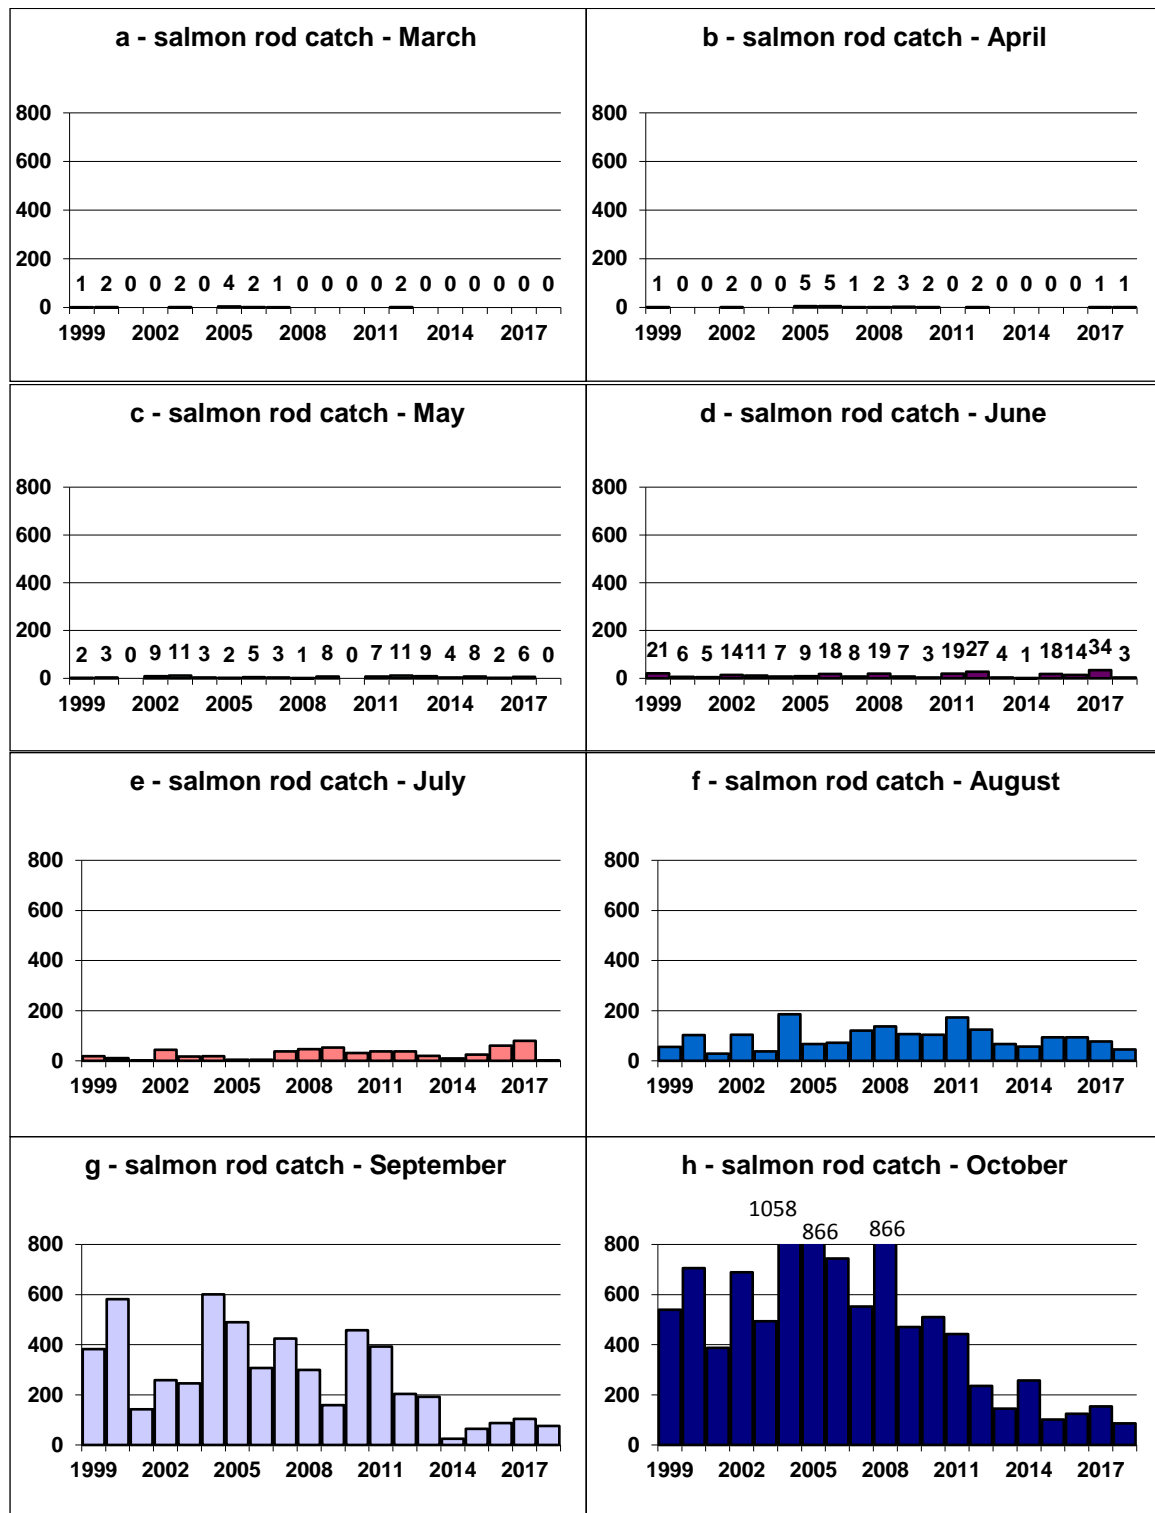 a - salmon rod catch - March
800
600
400
200
0
1 2 0 0 2 0 4 2 1 0 0 0 0 2 0 0 0 0 0 0
1999 2002 2005 2008 2011 2014 2017
b - salmon rod catch - April
800
600
400
200
0
1 0 0 2 0 0 5 5 1 2 3 2 0 2 0 0 0 0 1 1
1999 2002 2005 2008 2011 2014 2017
c - salmon rod catch - May
800
600
400
200
0
2 3 0 9 11 3 2 5 3 1 8 0 7 11 9 4 8 2 6 0
1999 2002 2005 2008 2011 2014 2017
d - salmon rod catch - June
800
600
400
200
0
21 6 5 14 11 7 9 18 8 19 7 3 19 27 4 1 18 14 34 3
1999 2002 2005 2008 2011 2014 2017
e - salmon rod catch - July
800
600
400
200
0
1999 2002 2005 2008 2011 2014 2017
f - salmon rod catch - August
800
600
400
200
0
1999 2002 2005 2008 2011 2014 2017
g - salmon rod catch - September
800
600
400
200
0
1999 2002 2005 2008 2011 2014 2017
h - salmon rod catch - October
1058
866 866
800
600
400
200
0
1999 2002 2005 2008 2011 2014 2017